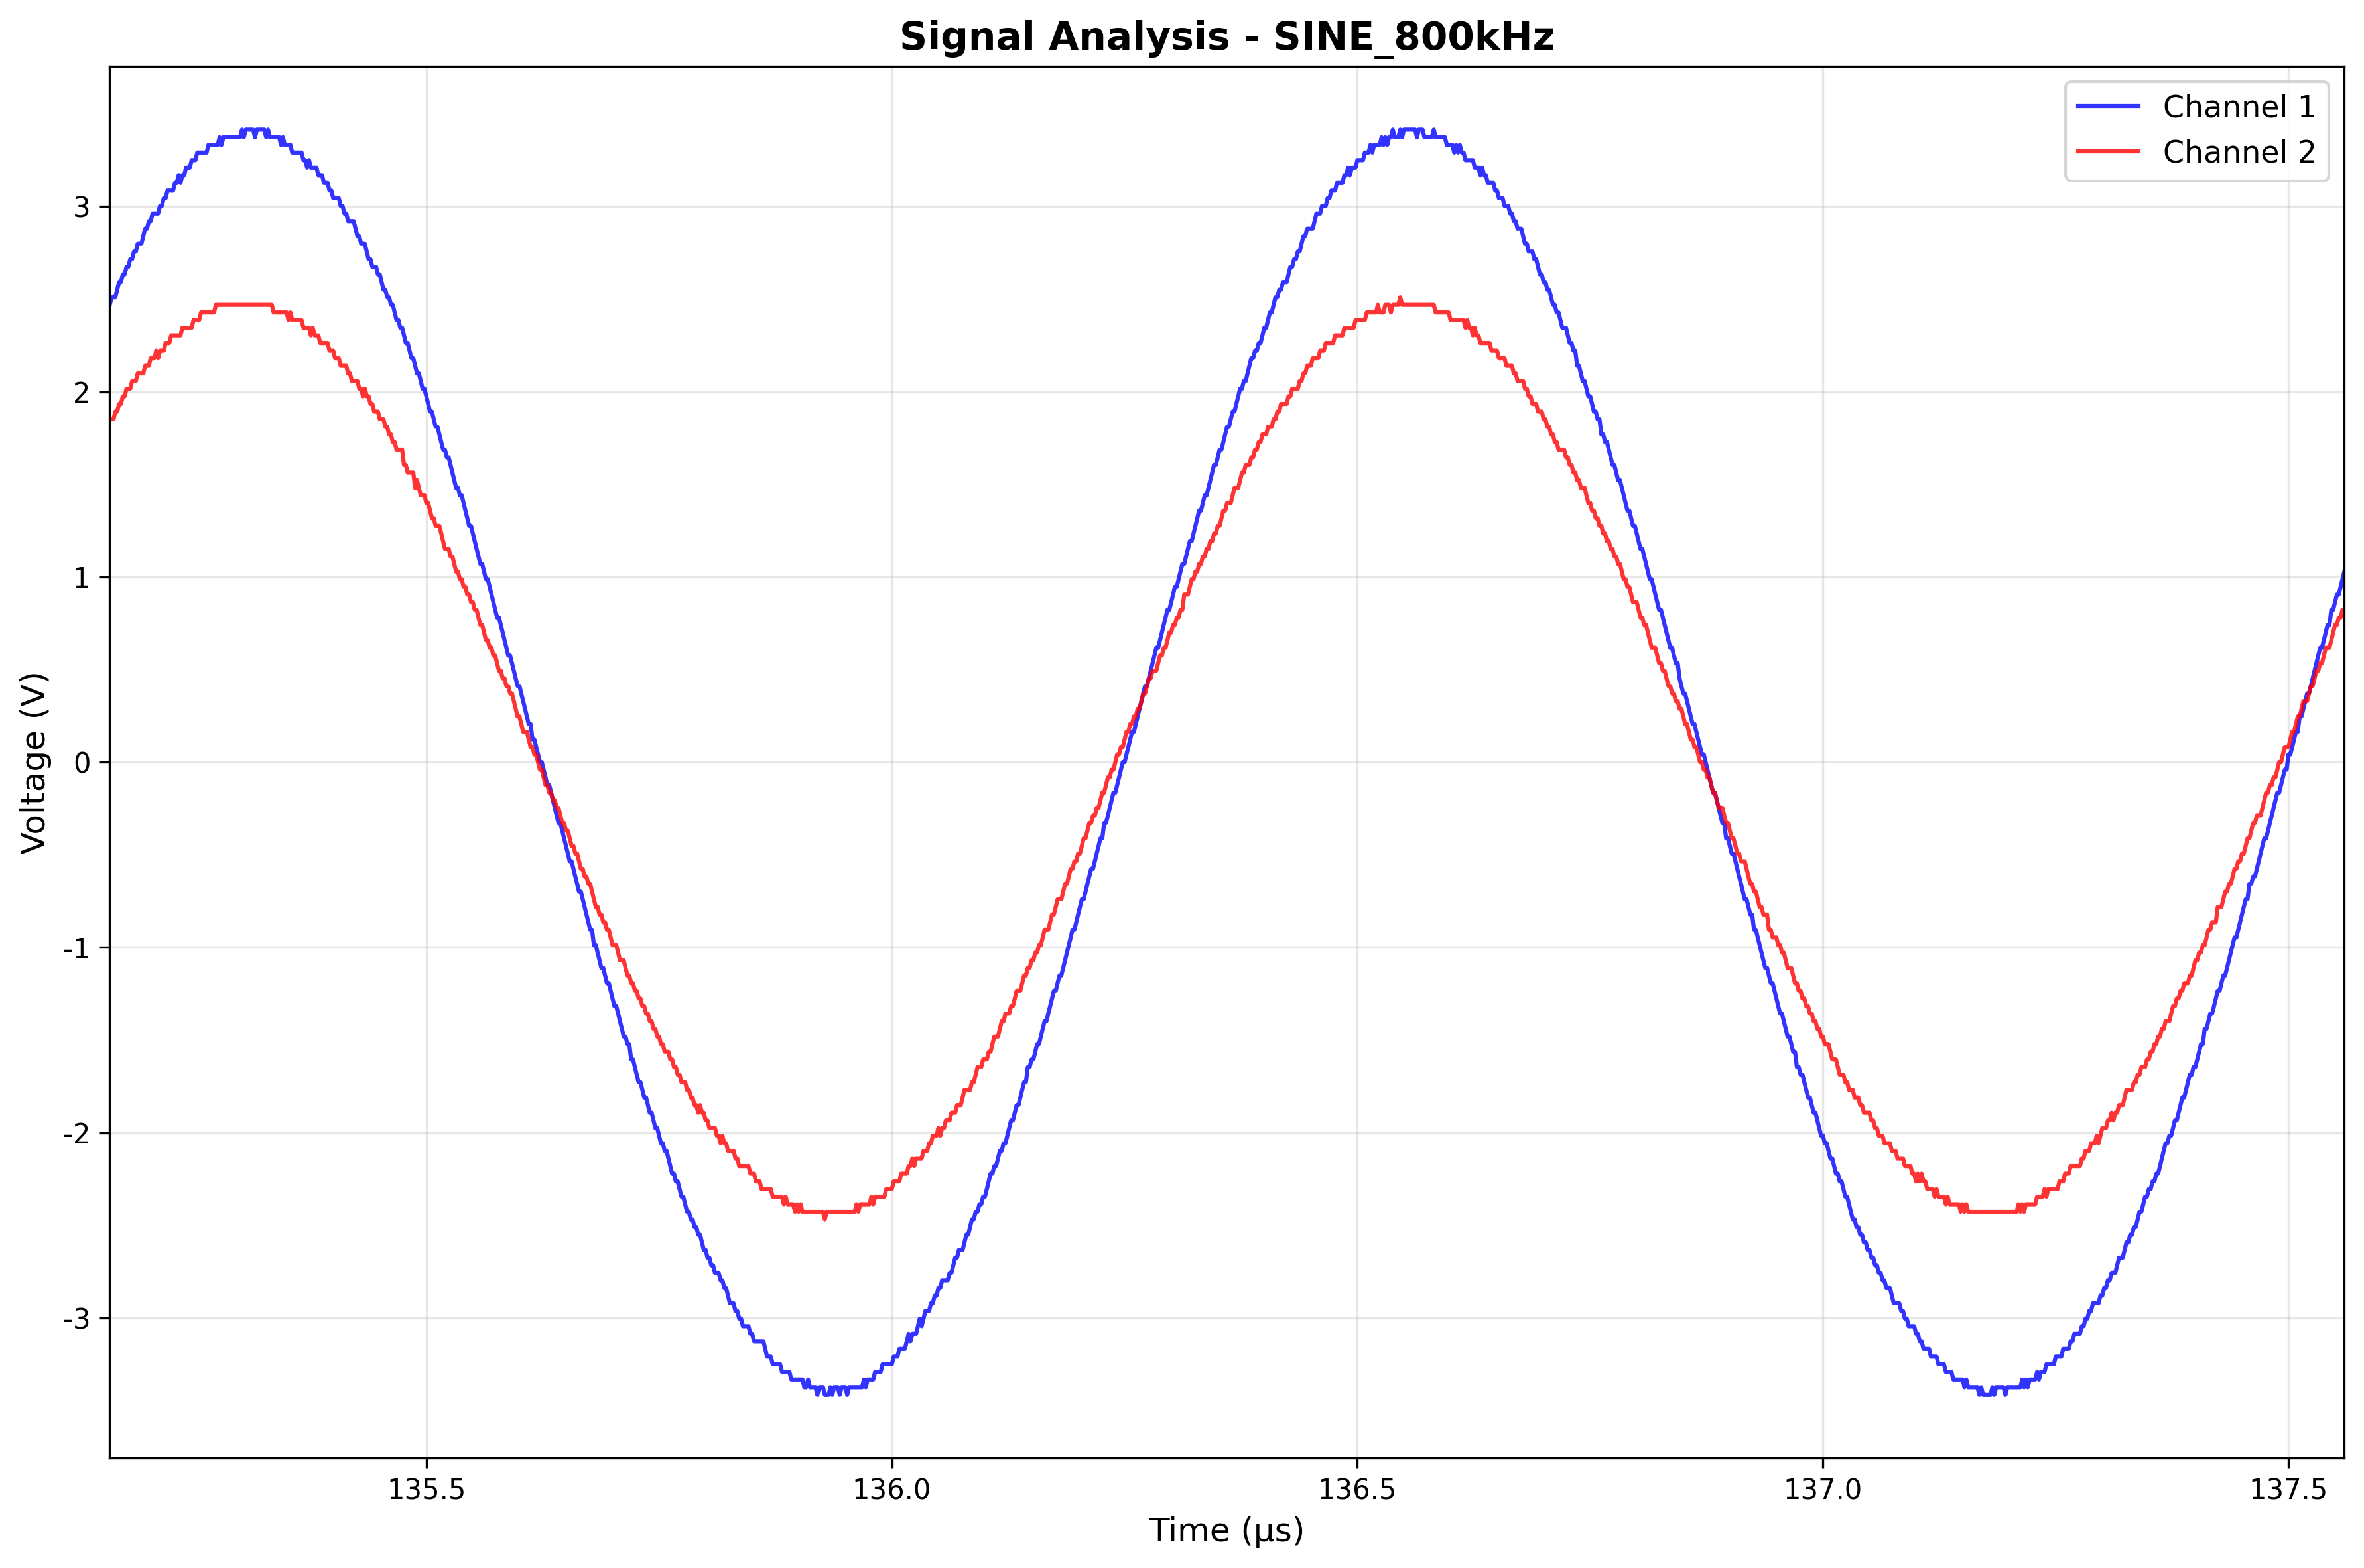 Signal Analysis - SINE_800kHz
Channel 1
Channel 2
Voltage (V)
3
2
1
0
-1
-2
-3
135.5
136.0
136.5
137.0
137.5
Time (µs)